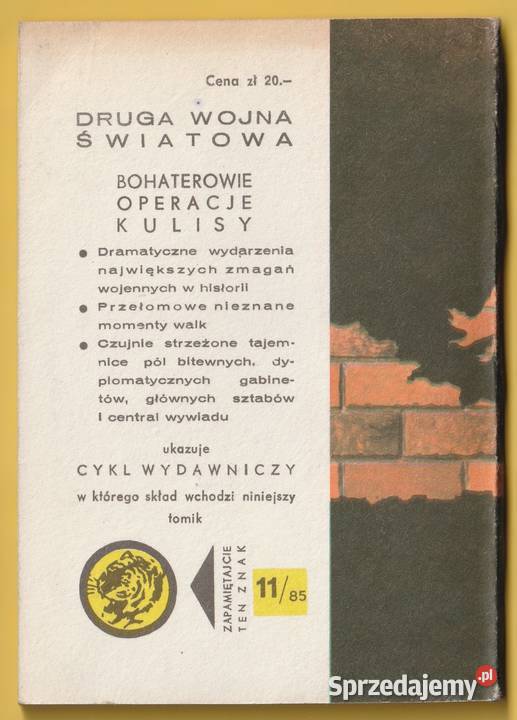 Cena zł 20.—
DRUGA WOJNA
ŚWIATOWA
BOHATEROWIE
OPERACJE
KULISY
● Dramatyczne wydarzenia
największych zmagań
wojennych w historii
● Przełomowe nieznane
momenty walk
● Czujnie strzeżone tajem-
nice pól bitewnych, dy-
plomatycznych gabine-
tów, głównych sztabów
i central wywiadu
ukazuje
CYKL WYDAWNICZY
w którego skład wchodzi niniejszy
tomik
ZAPAMIĘTAJCIE
TEN ZNAK
11/85
Sprzedajemy.pl